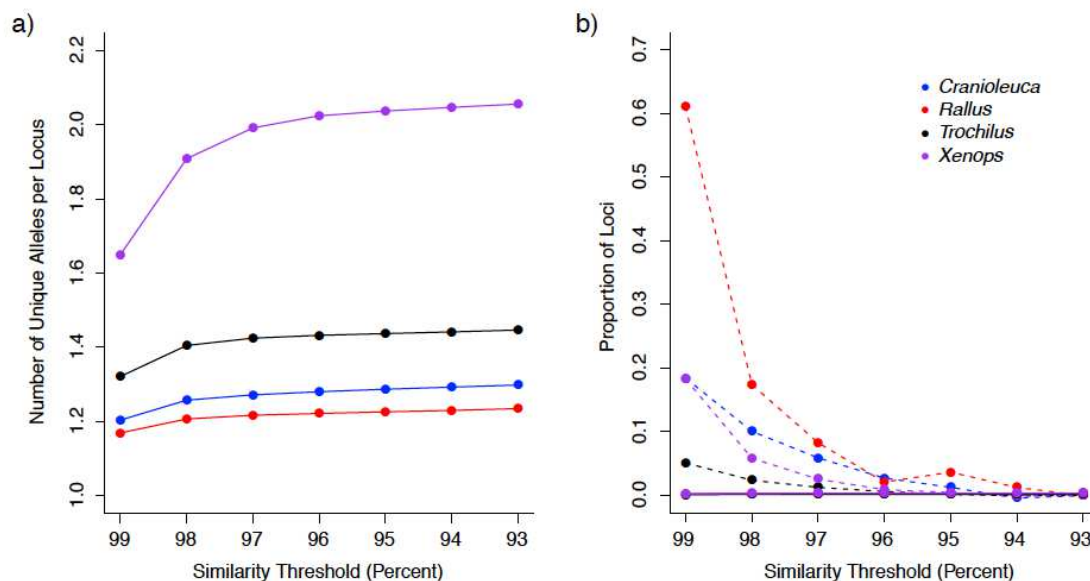 a)
Number of Unique Alleles per Locus
2.2
2.0
1.8
1.6
1.4
1.2
1.0
99 98 97 96 95 94 93
Similarity Threshold (Percent)
b)
Proportion of Loci
0.7
0.6
0.5
0.4
0.3
0.2
0.1
0.0
Cranioleuca
Rallus
Trochilus
Xenops
99 98 97 96 95 94 93
Similarity Threshold (Percent)